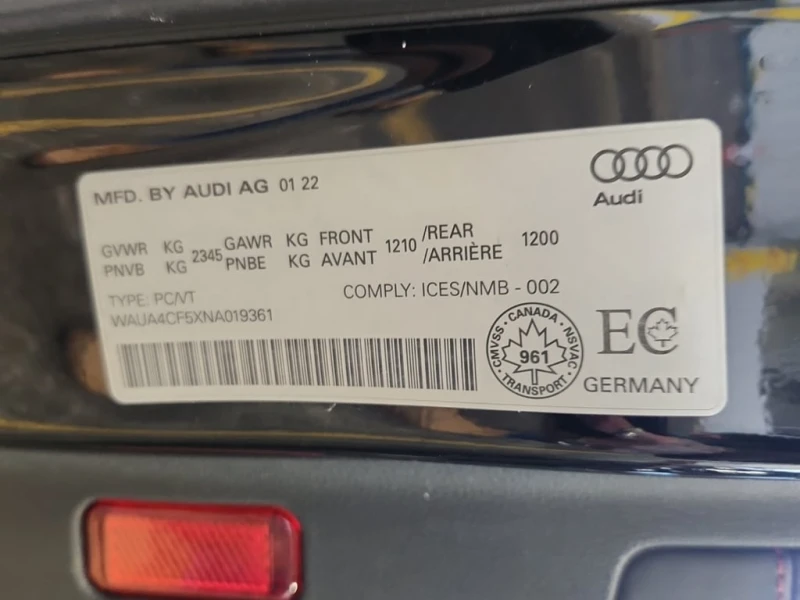 MFD. BY AUDI AG 01 22
Audi
GVWR KG 2345 GAWR KG FRONT 1210 /REAR 1200
PNVB KG PNBE KG AVANT /ARRIÈRE
TYPE: PC/VT COMPLY: ICES/NMB - 002
WAUA4CF5XNA019361
CMVSS · CANADA · NSVAC
961
TRANSPORT
EC
GERMANY